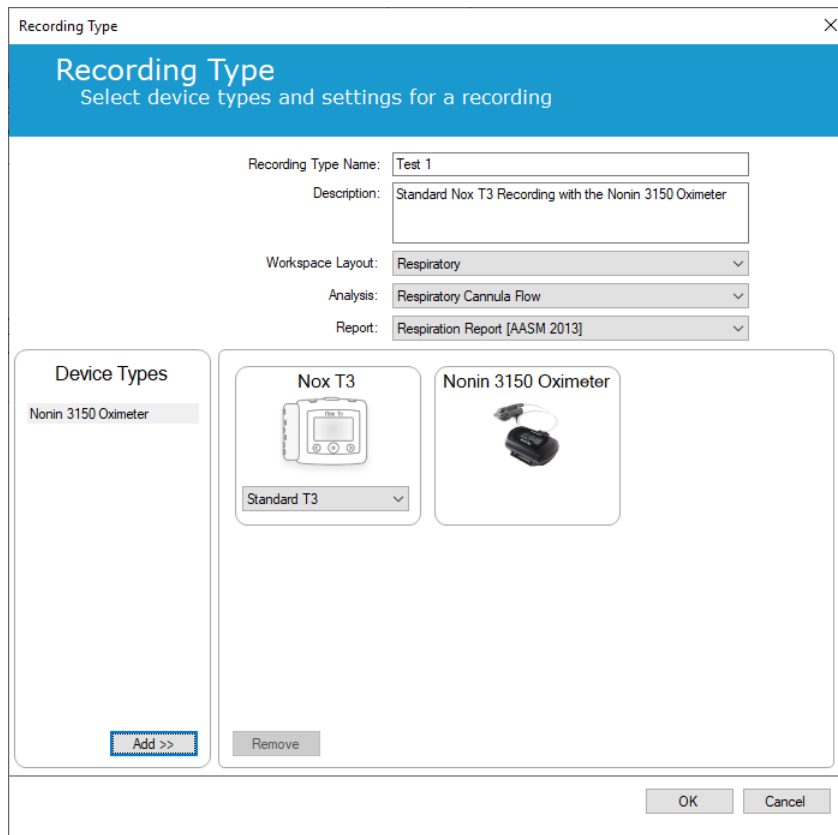 Recording Type
Recording Type
Select device types and settings for a recording
Recording Type Name: Test 1
Description: Standard Nox T3 Recording with the Nonin 3150 Oximeter
Workspace Layout: Respiratory
Analysis: Respiratory Cannula Flow
Report: Respiration Report [AASM 2013]
Device Types
Nonin 3150 Oximeter
Add >>
Nox T3
Nox T3
Standard T3
Nonin 3150 Oximeter
Remove
OK
Cancel